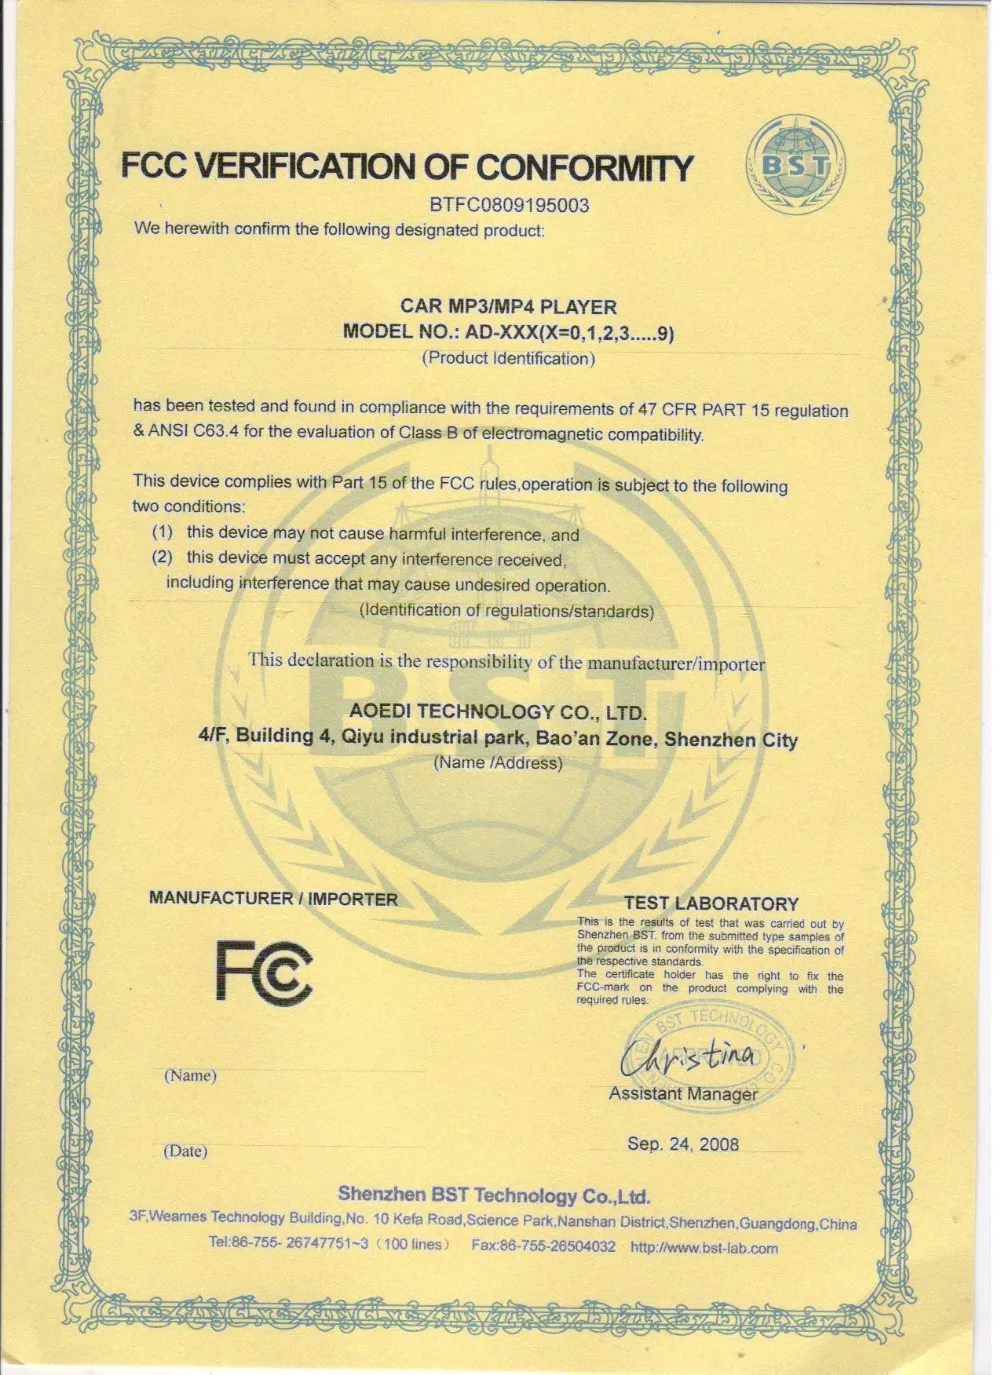 FCC VERIFICATION OF CONFORMITY
BST
BTFC0809195003
We herewith confirm the following designated product:
CAR MP3/MP4 PLAYER
MODEL NO.: AD-XXX(X=0,1,2,3.....9)
(Product Identification)
has been tested and found in compliance with the requirements of 47 CFR PART 15 regulation
& ANSI C63.4 for the evaluation of Class B of electromagnetic compatibility.
This device complies with Part 15 of the FCC rules,operation is subject to the following
two conditions:
(1) this device may not cause harmful interference, and
(2) this device must accept any interference received,
including interference that may cause undesired operation.
(Identification of regulations/standards)
This declaration is the responsibility of the manufacturer/importer
BST
AOEDI TECHNOLOGY CO., LTD.
4/F, Building 4, Qiyu industrial park, Bao'an Zone, Shenzhen City
(Name /Address)
MANUFACTURER / IMPORTER
FCC
(Name)
(Date)
TEST LABORATORY
This is the results of test that was carried out by
Shenzhen BST, from the submitted type samples of
the product is in conformity with the specification of
the respective standards.
The certificate holder has the right to fix the
FCC-mark on the product complying with the
required rules.
BST TECHNOLOGY CO.
Christina
Assistant Manager
Sep. 24, 2008
Shenzhen BST Technology Co.,Ltd.
3F,Weames Technology Building,No. 10 Kefa Road,Science Park,Nanshan District,Shenzhen,Guangdong,China
Tel:86-755- 26747751~3（100 lines） Fax:86-755-26504032 http://www.bst-lab.com